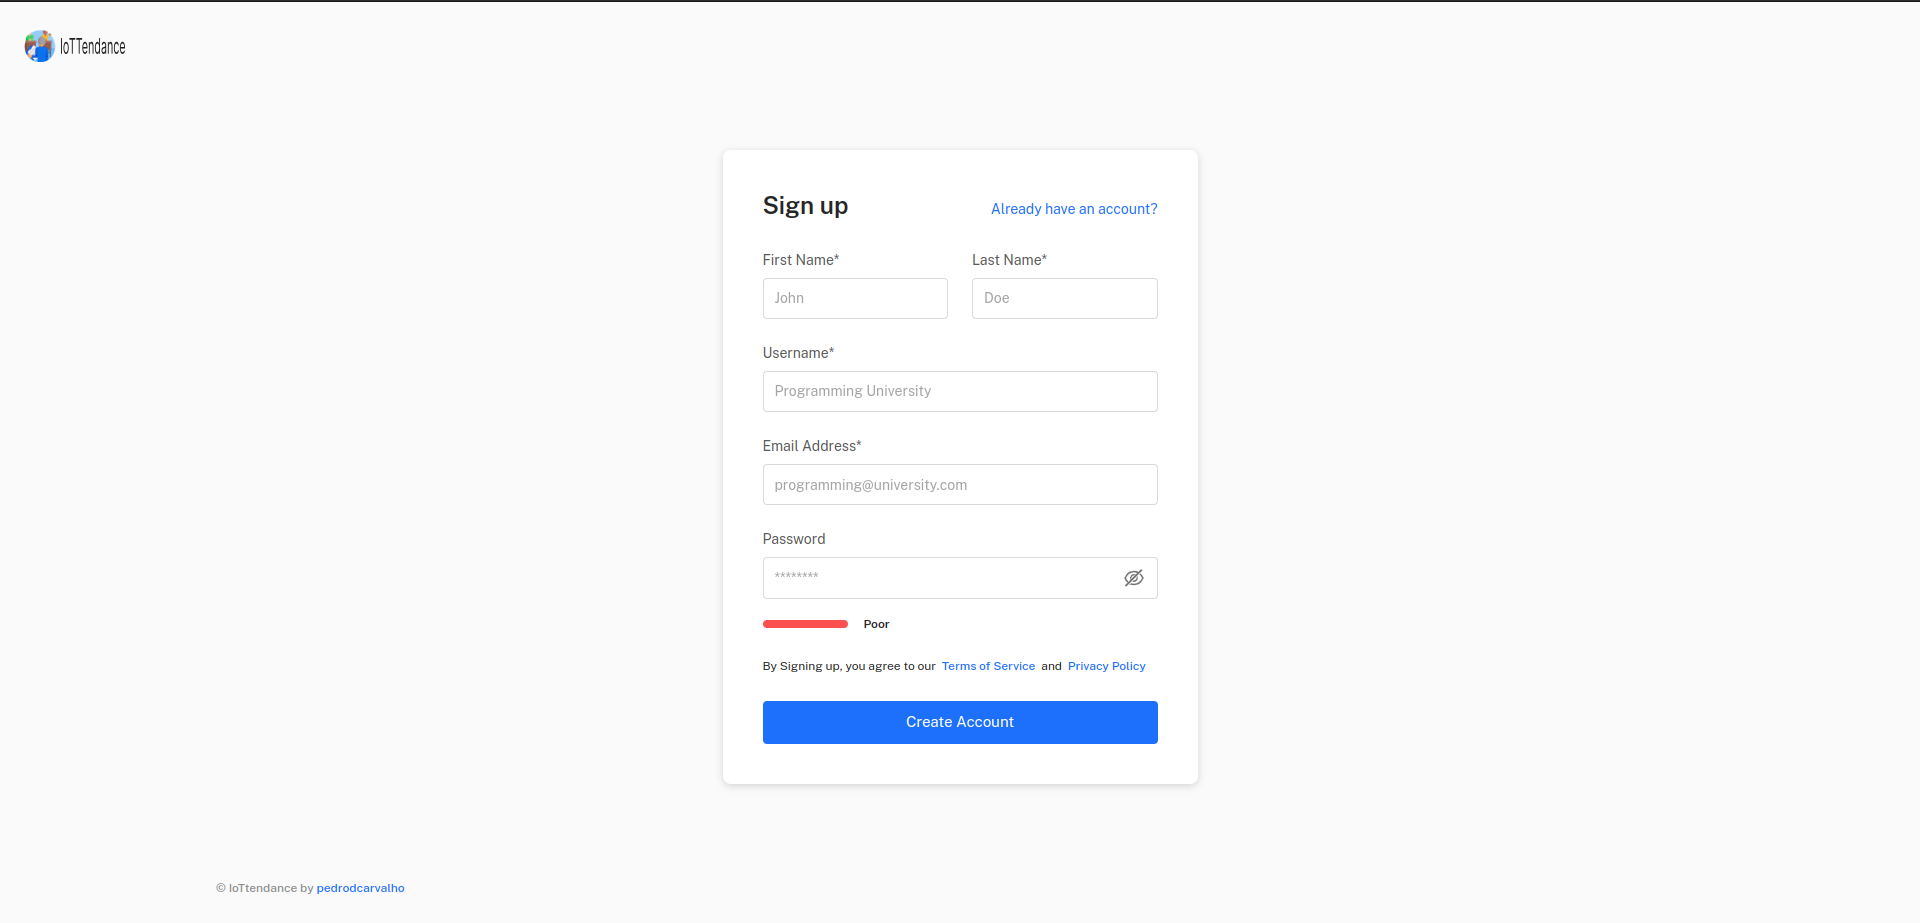 IoTTendance
Sign up
Already have an account?
First Name*
Last Name*
John
Doe
Username*
Programming University
Email Address*
programming@university.com
Password
********
Poor
By Signing up, you agree to our Terms of Service and Privacy Policy
Create Account
© IoTtendance by pedrodcarvalho